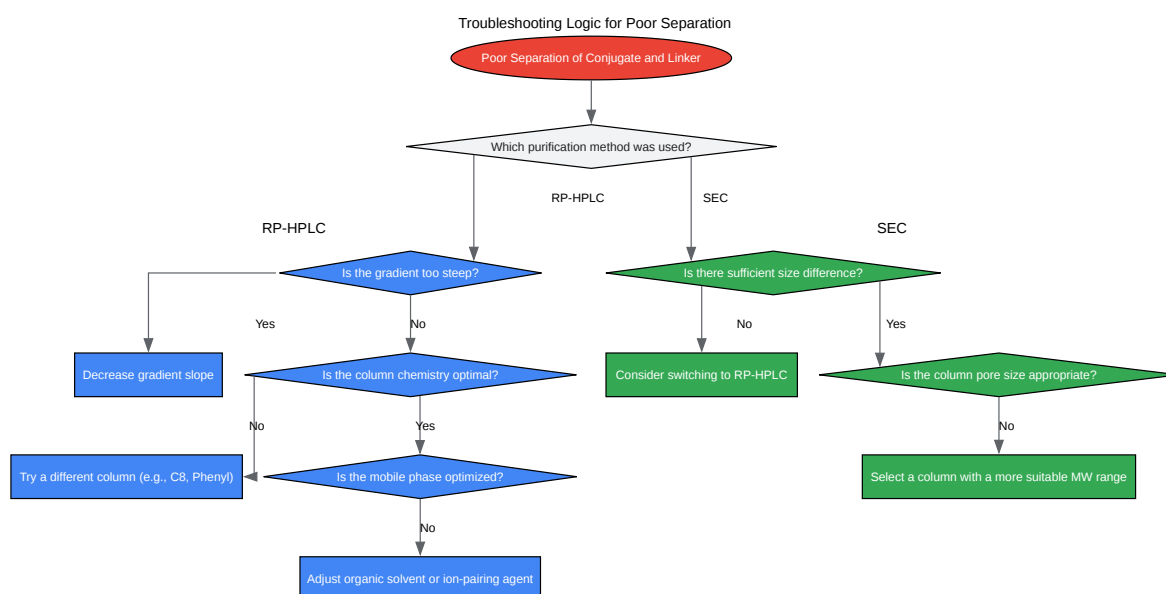 Troubleshooting Logic for Poor Separation
Poor Separation of Conjugate and Linker
Which purification method was used?
RP-HPLC
SEC
RP-HPLC
SEC
Is the gradient too steep?
Is there sufficient size difference?
Yes
No
No
Yes
Decrease gradient slope
Is the column chemistry optimal?
Consider switching to RP-HPLC
Is the column pore size appropriate?
No
Yes
No
Try a different column (e.g., C8, Phenyl)
Is the mobile phase optimized?
Select a column with a more suitable MW range
No
Adjust organic solvent or ion-pairing agent